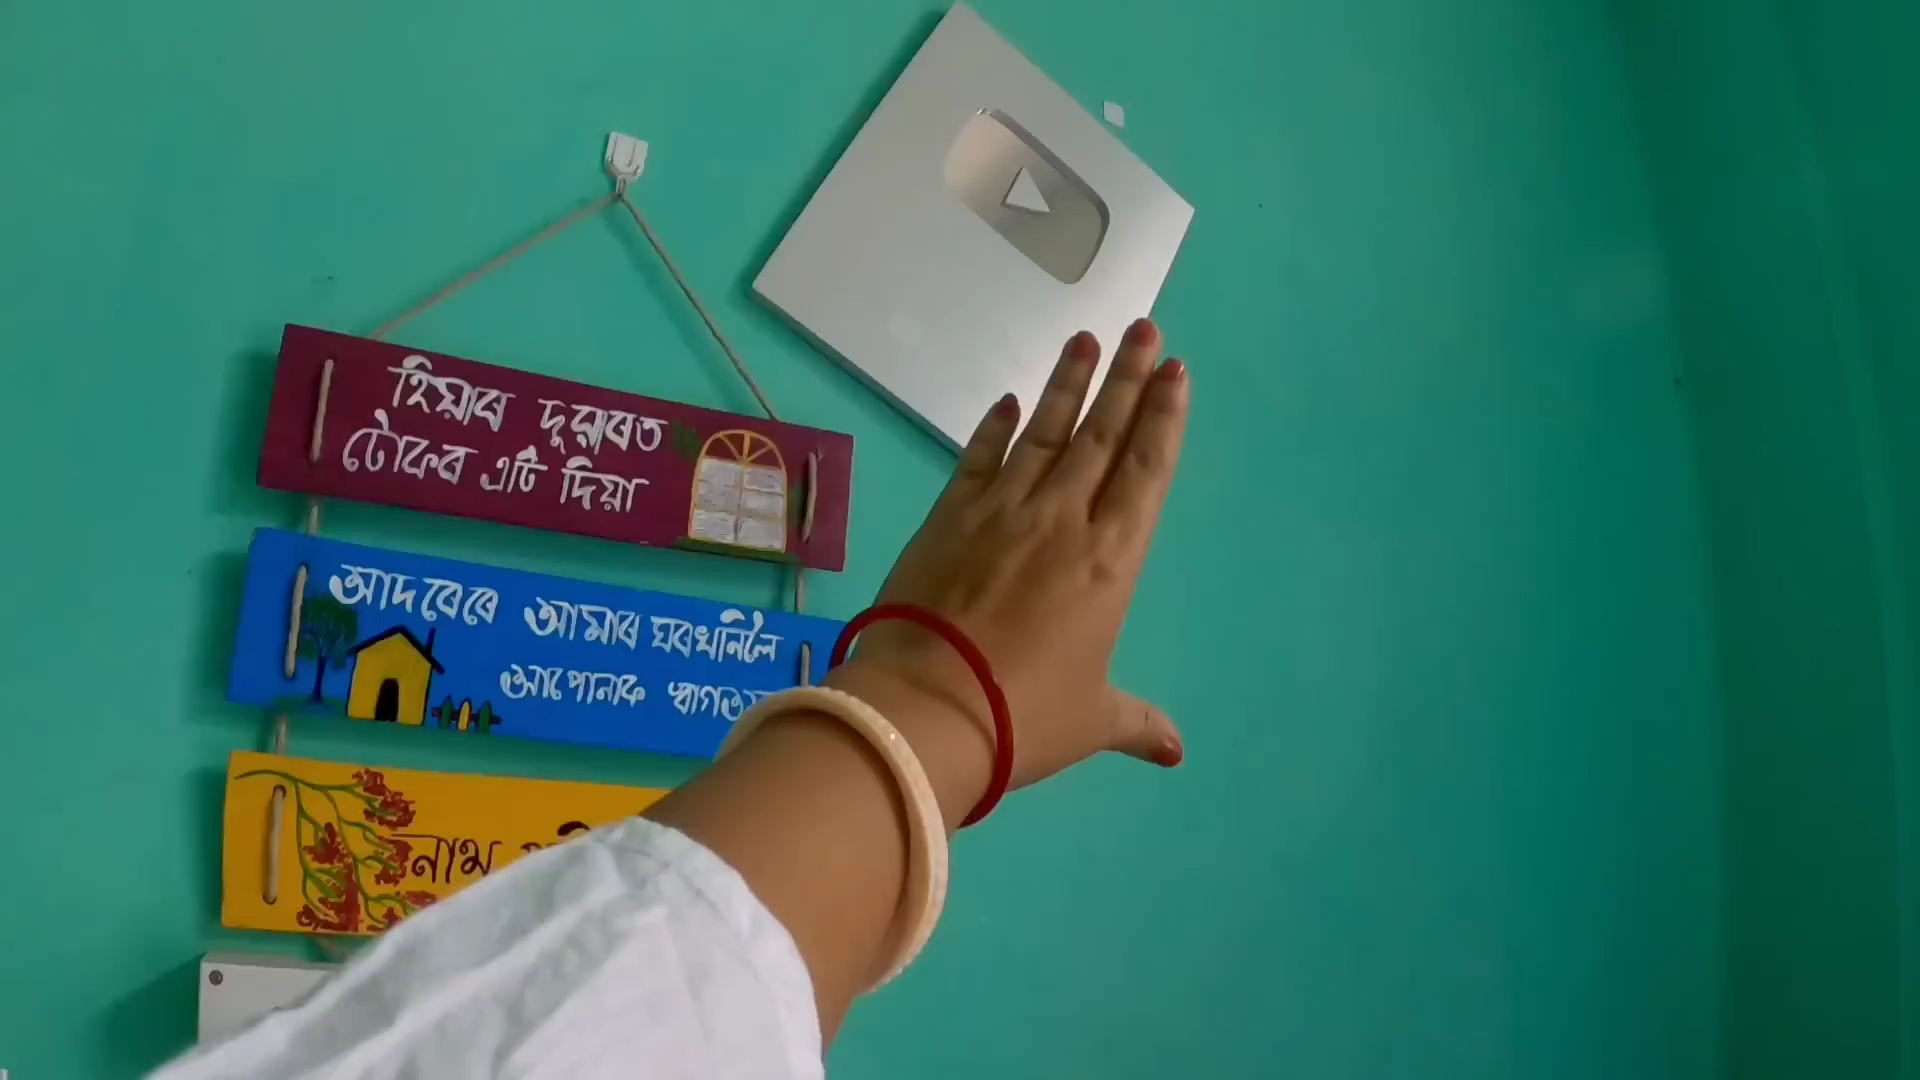 হিয়াৰ দুৱাৰত
টোকৰ এটি দিয়া
আদৰেৰে আমাৰ ঘৰখনিলৈ
আপোনাক
নাম